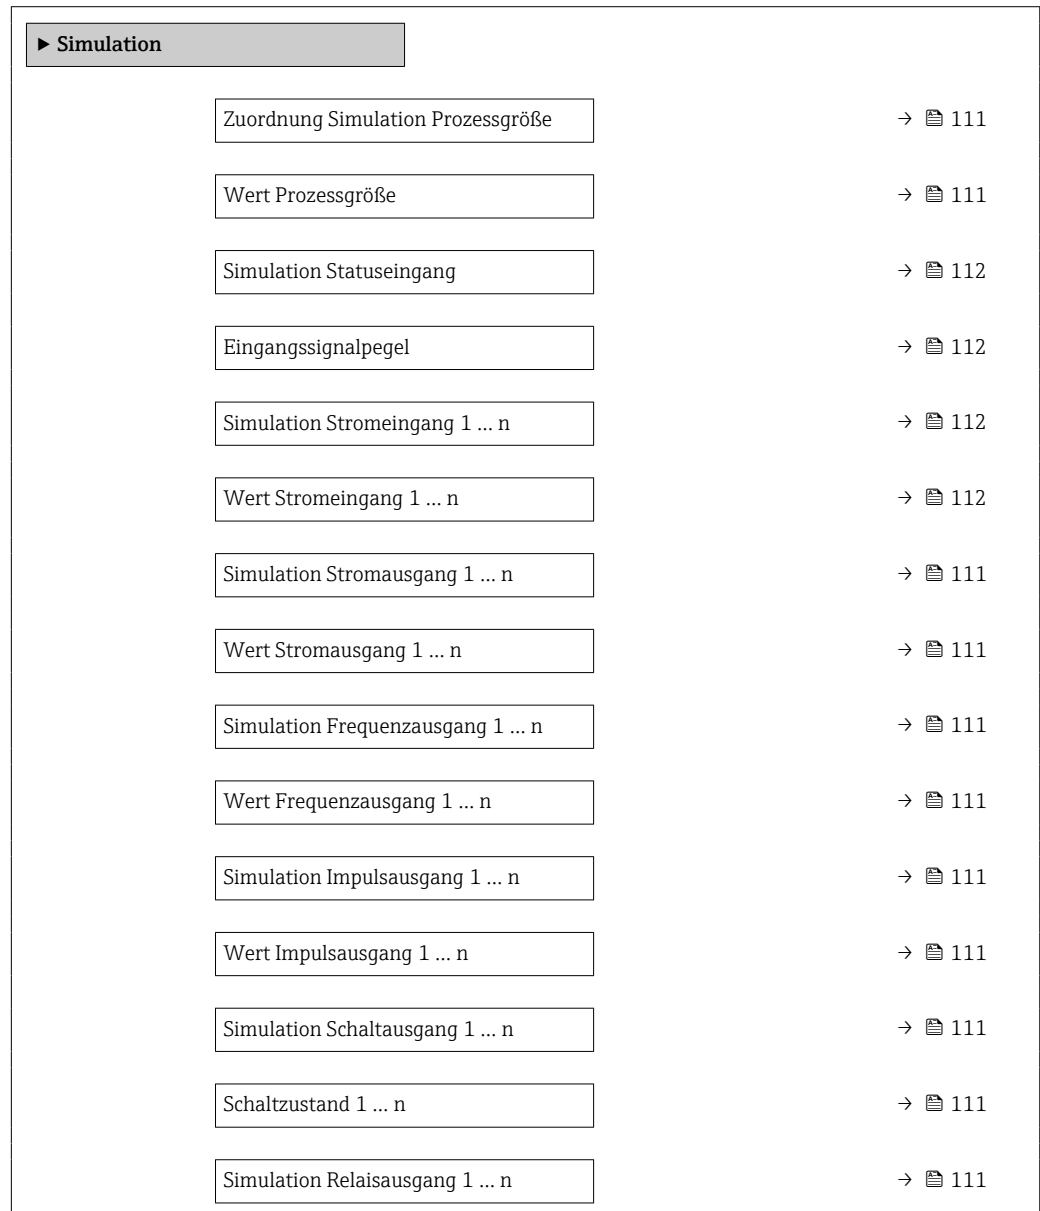 ▶ Simulation
Zuordnung Simulation Prozessgröße → 111
Wert Prozessgröße → 111
Simulation Statuseingang → 112
Eingangssignalpegel → 112
Simulation Stromeingang 1 … n → 112
Wert Stromeingang 1 … n → 112
Simulation Stromausgang 1 … n → 111
Wert Stromausgang 1 … n → 111
Simulation Frequenzausgang 1 … n → 111
Wert Frequenzausgang 1 … n → 111
Simulation Impulsausgang 1 … n → 111
Wert Impulsausgang 1 … n → 111
Simulation Schaltausgang 1 … n → 111
Schaltzustand 1 … n → 111
Simulation Relaisausgang 1 … n → 111